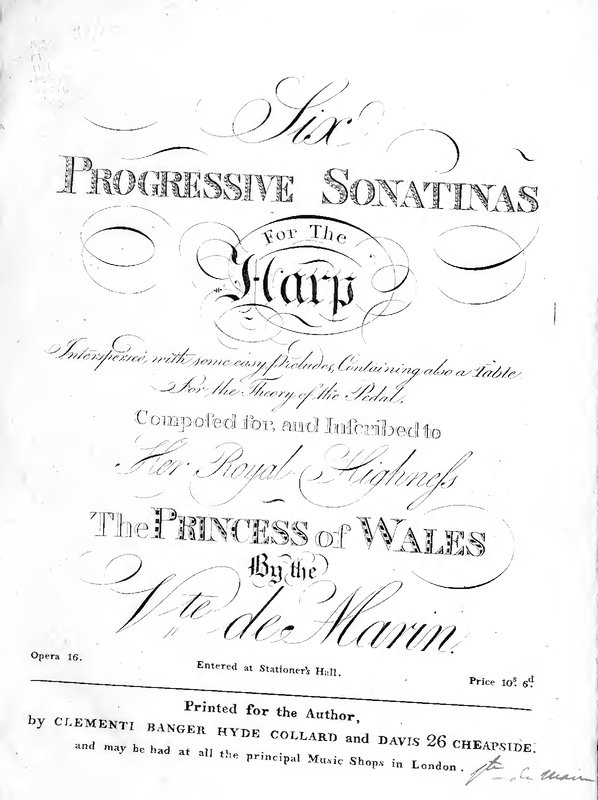 Six
PROGRESSIVE SONATINAS
For The
Harp
Interspersed, with some easy Preludes, Containing also a Table
For the Theory of the Pedal.
Compoſed for, and Inſcribed to
Her Royal Highneſs
The PRINCESS of WALES
By the
Vte de Marin.
Opera 16.
Entered at Stationer's Hall.
Price 10s. 6d.
Printed for the Author,
by CLEMENTI BANGER HYDE COLLARD and DAVIS 26 CHEAPSIDE.
and may be had at all the principal Music Shops in London.